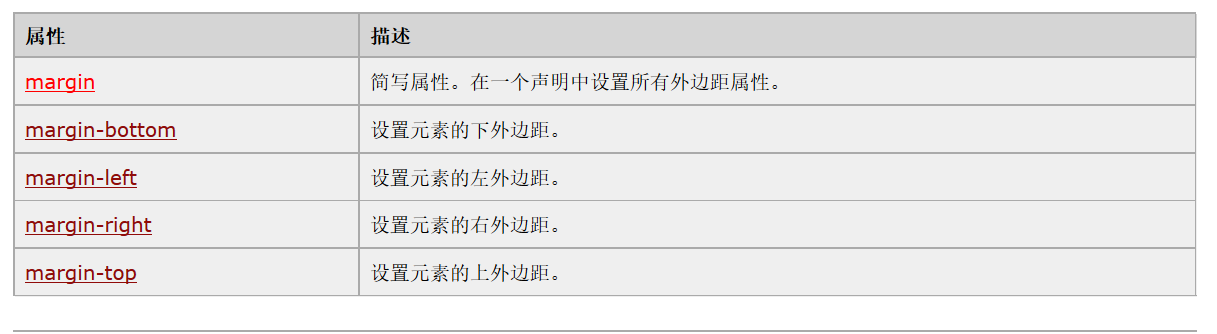 属性 描述
margin 简写属性。在一个声明中设置所有外边距属性。
margin-bottom 设置元素的下外边距。
margin-left 设置元素的左外边距。
margin-right 设置元素的右外边距。
margin-top 设置元素的上外边距。